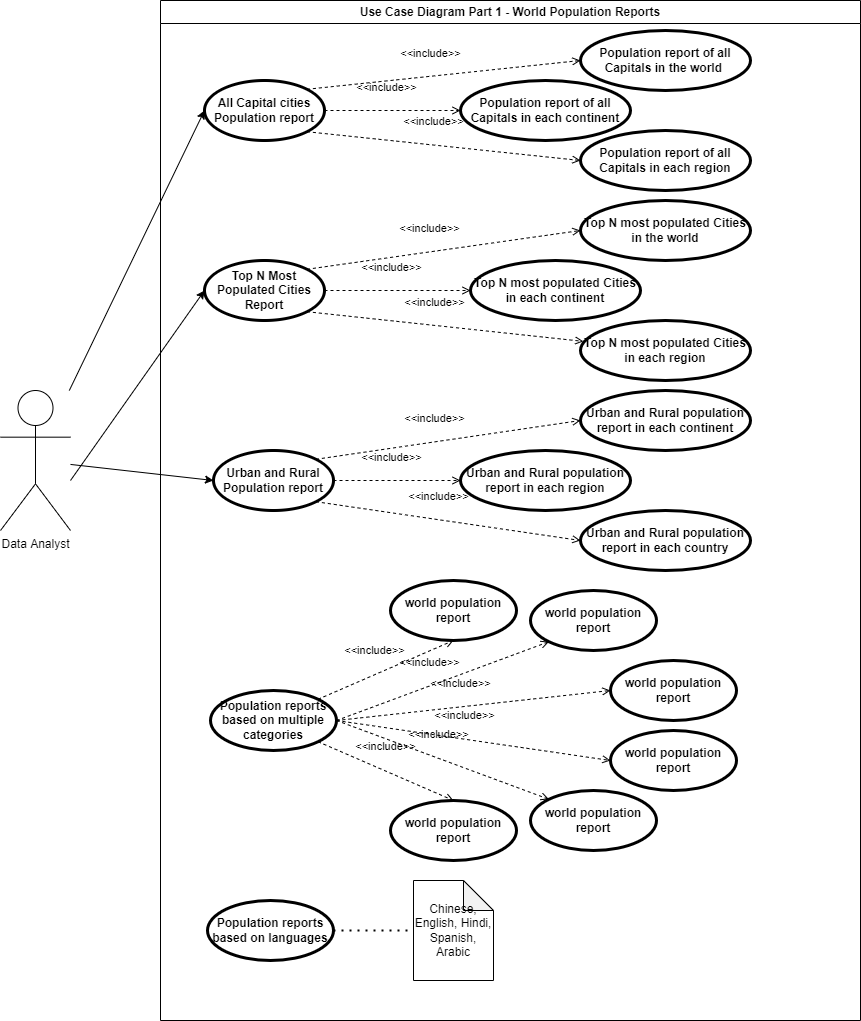 Use Case Diagram Part 1 - World Population Reports
<<include>>
Population report of all
Capitals in the world
<<include>>
All Capital cities
Population report
Population report of all
Capitals in each continent
<<include>>
Population report of all
Capitals in each region
<<include>>
Top N most populated Cities
in the world
<<include>>
Top N Most
Populated Cities
Report
Top N most populated Cities
in each continent
<<include>>
Top N most populated Cities
in each region
<<include>>
Urban and Rural population
report in each continent
<<include>>
Urban and Rural
Population report
Urban and Rural population
report in each region
<<include>>
Urban and Rural population
report in each country
Data Analyst
world population
report
world population
report
<<include>>
<<include>>
<<include>>
world population
report
Population reports
based on multiple
categories
<<include>>
<<include>>
<<include>>
world population
report
world population
report
world population
report
Population reports
based on languages
Chinese,
English, Hindi,
Spanish,
Arabic